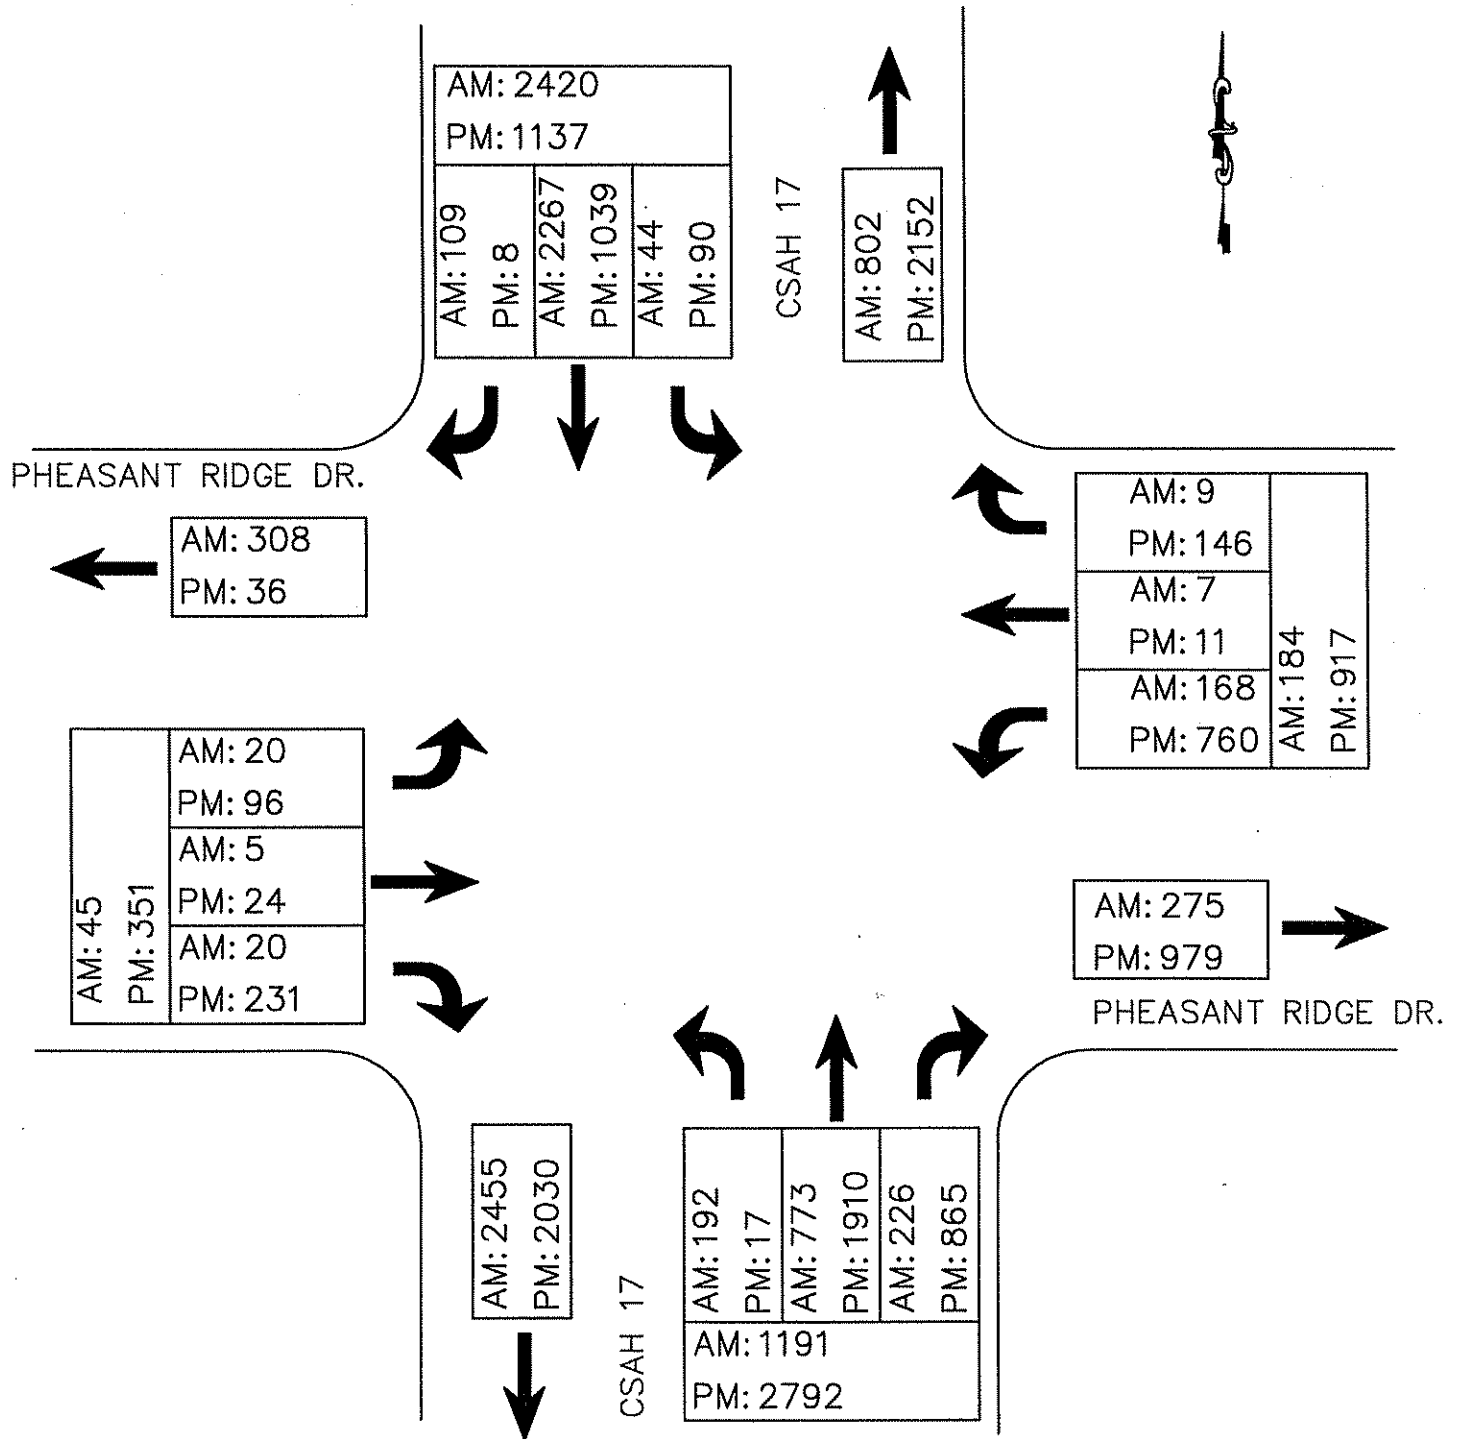 AM: 2420
PM: 1137
AM: 109
PM: 8
AM: 2267
PM: 1039
AM: 44
PM: 90
CSAH 17
AM: 802
PM: 2152
PHEASANT RIDGE DR.
AM: 308
PM: 36
AM: 9
PM: 146
AM: 7
PM: 11
AM: 168
PM: 760
AM: 184
PM: 917
AM: 45
PM: 351
AM: 20
PM: 96
AM: 5
PM: 24
AM: 20
PM: 231
AM: 275
PM: 979
PHEASANT RIDGE DR.
AM: 2455
PM: 2030
CSAH 17
AM: 192
PM: 17
AM: 773
PM: 1910
AM: 226
PM: 865
AM: 1191
PM: 2792